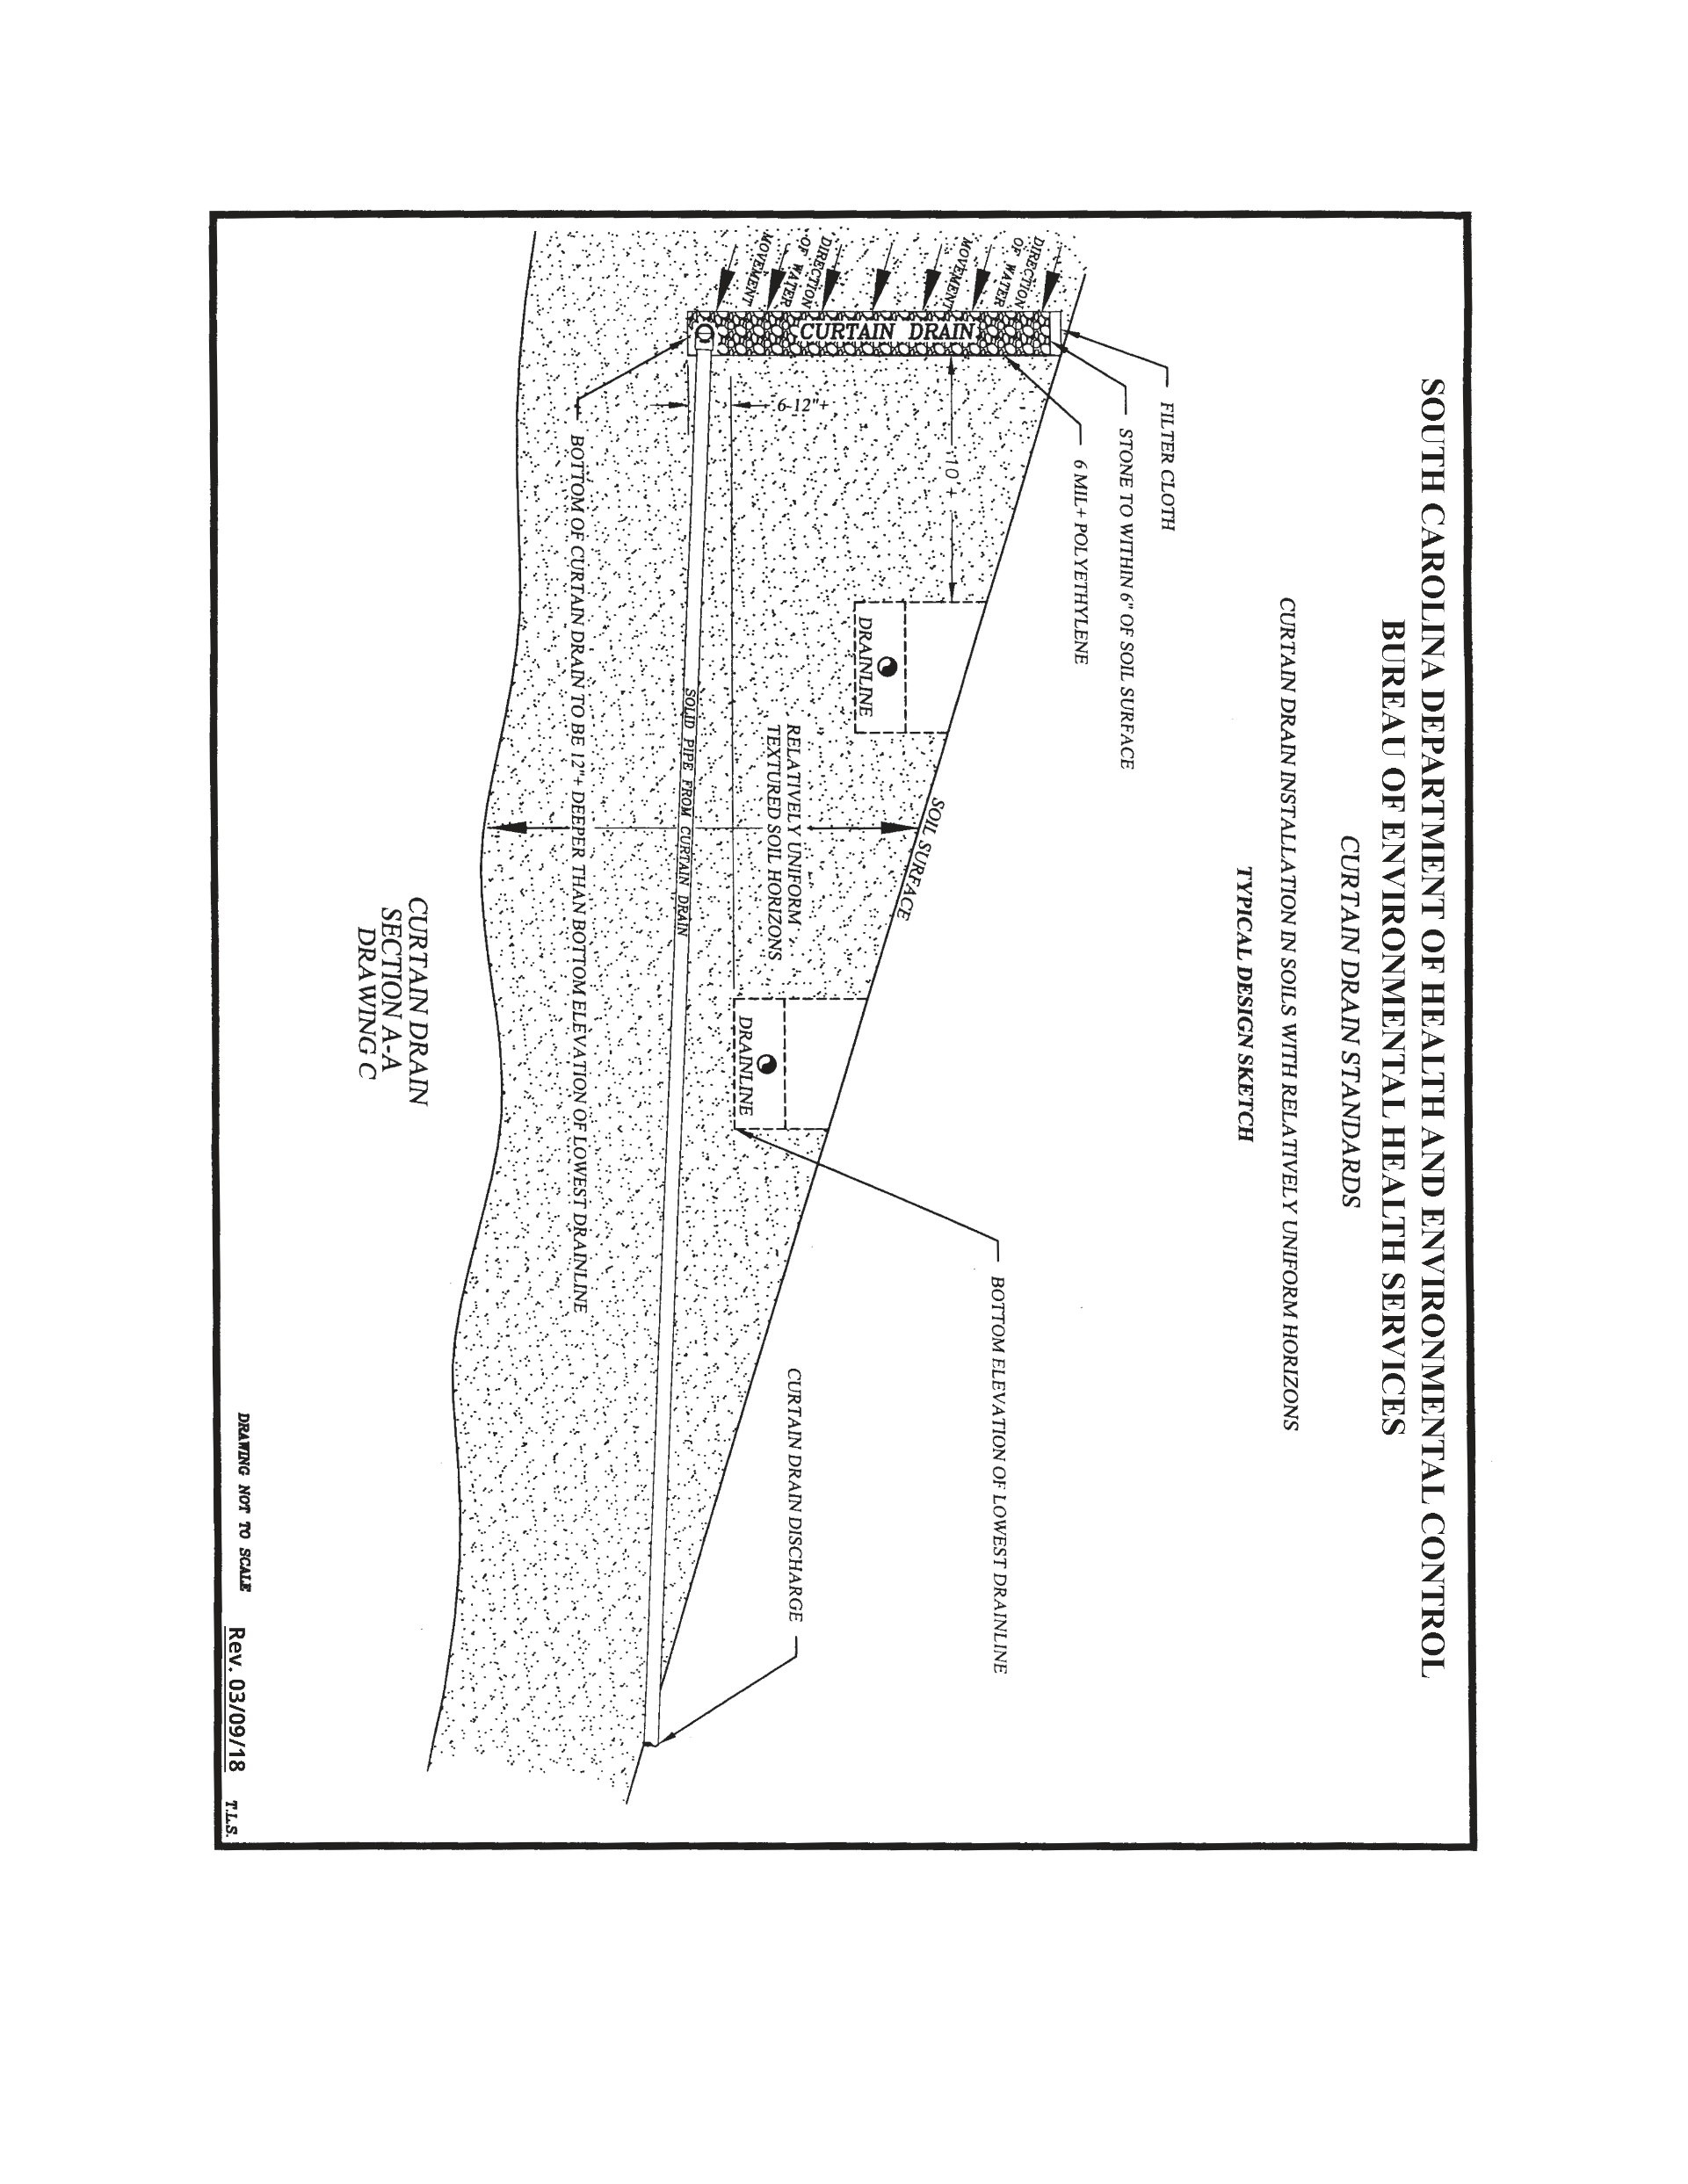 SOUTH CAROLINA DEPARTMENT OF HEALTH AND ENVIRONMENTAL CONTROL
BUREAU OF ENVIRONMENTAL HEALTH SERVICES
CURTAIN DRAIN STANDARDS
CURTAIN DRAIN INSTALLATION IN SOILS WITH RELATIVELY UNIFORM HORIZONS
TYPICAL DESIGN SKETCH
FILTER CLOTH
STONE TO WITHIN 6" OF SOIL SURFACE
6 MIL+ POLYETHYLENE
BOTTOM ELEVATION OF LOWEST DRAINLINE
DIRECTION
OF WATER
MOVEMENT
10'+
SOIL SURFACE
DRAINLINE
CURTAIN DRAIN
DIRECTION
OF WATER
MOVEMENT
6-12"+
RELATIVELY UNIFORM
TEXTURED SOIL HORIZONS
DRAINLINE
CURTAIN DRAIN DISCHARGE
SOLID PIPE FROM CURTAIN DRAIN
BOTTOM OF CURTAIN DRAIN TO BE 12"+ DEEPER THAN BOTTOM ELEVATION OF LOWEST DRAINLINE
CURTAIN DRAIN
SECTION A-A
DRAWING C
DRAWING NOT TO SCALE
Rev. 03/09/18
T.L.S.